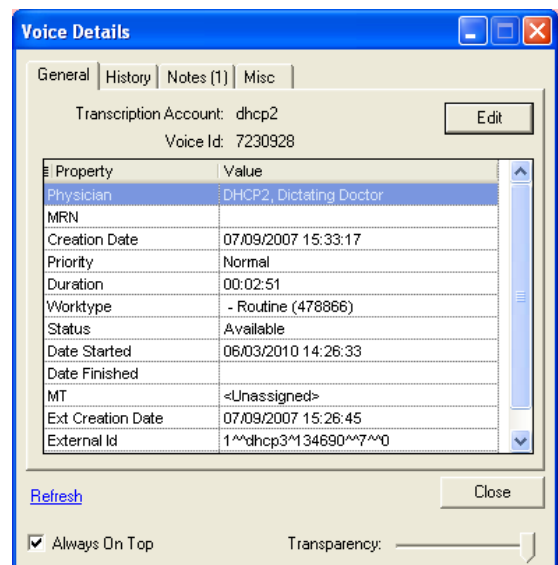 Voice Details
General History Notes (1) Misc
Transcription Account: dhcp2
Edit
Voice Id: 7230928
Property Value
Physician DHCP2, Dictating Doctor
MRN
Creation Date 07/09/2007 15:33:17
Priority Normal
Duration 00:02:51
Worktype - Routine (478866)
Status Available
Date Started 06/03/2010 14:26:33
Date Finished
MT <Unassigned>
Ext Creation Date 07/09/2007 15:26:45
External Id 1^^dhcp3^134690^^7^^0
Refresh Close
Always On Top Transparency: